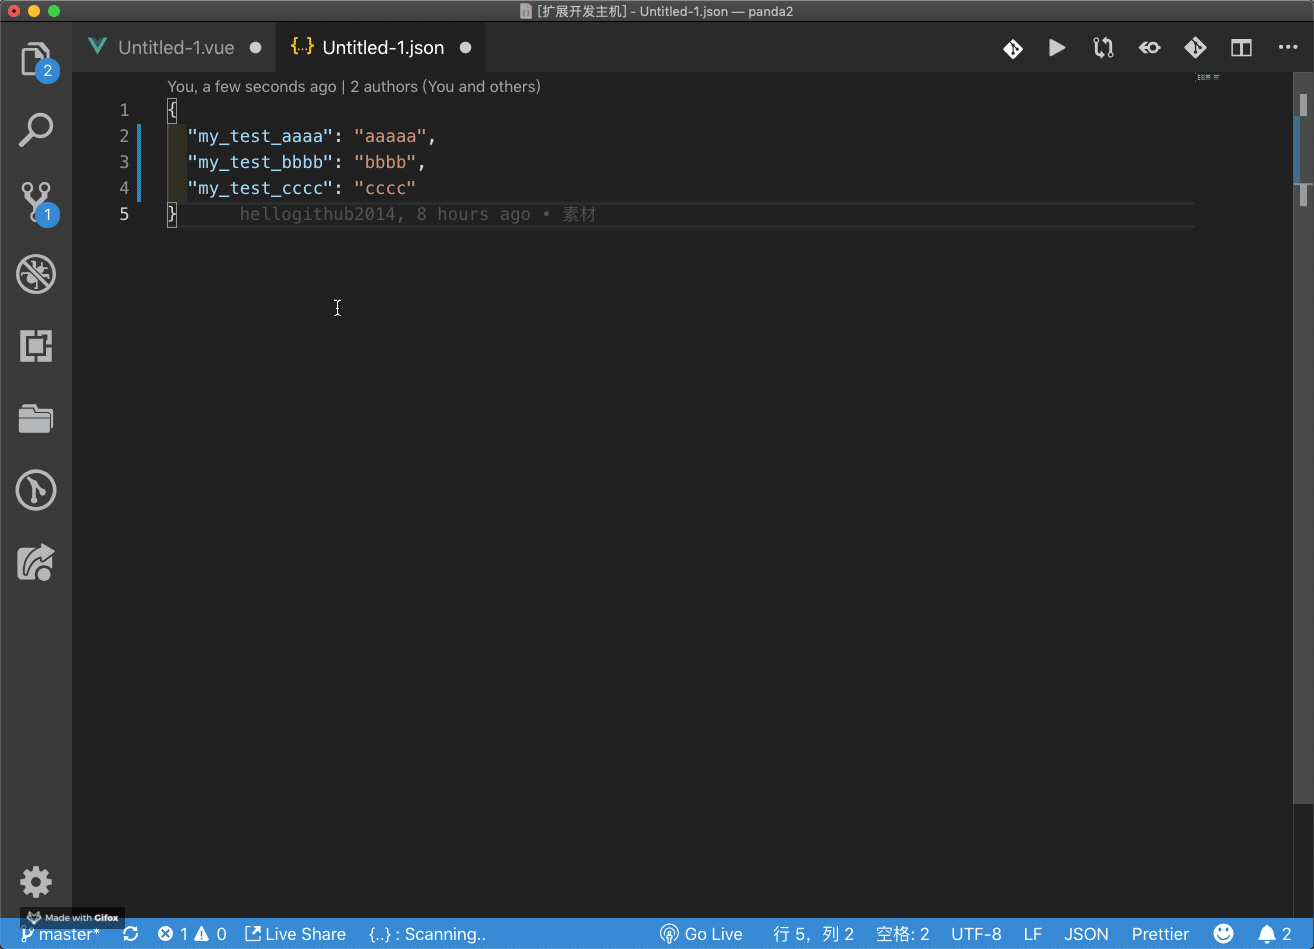 [扩展开发主机] - Untitled-1.json — panda2
Untitled-1.vue
{..} Untitled-1.json
2
You, a few seconds ago | 2 authors (You and others)
1 {
2 "my_test_aaaa": "aaaaa",
3 "my_test_bbbb": "bbbb",
4 "my_test_cccc": "cccc"
5 } hellogithub2014, 8 hours ago • 素材
1
Made with Gifox
master* 1 0 Live Share {..} : Scanning.. Go Live 行 5，列 2 空格: 2 UTF-8 LF JSON Prettier 2